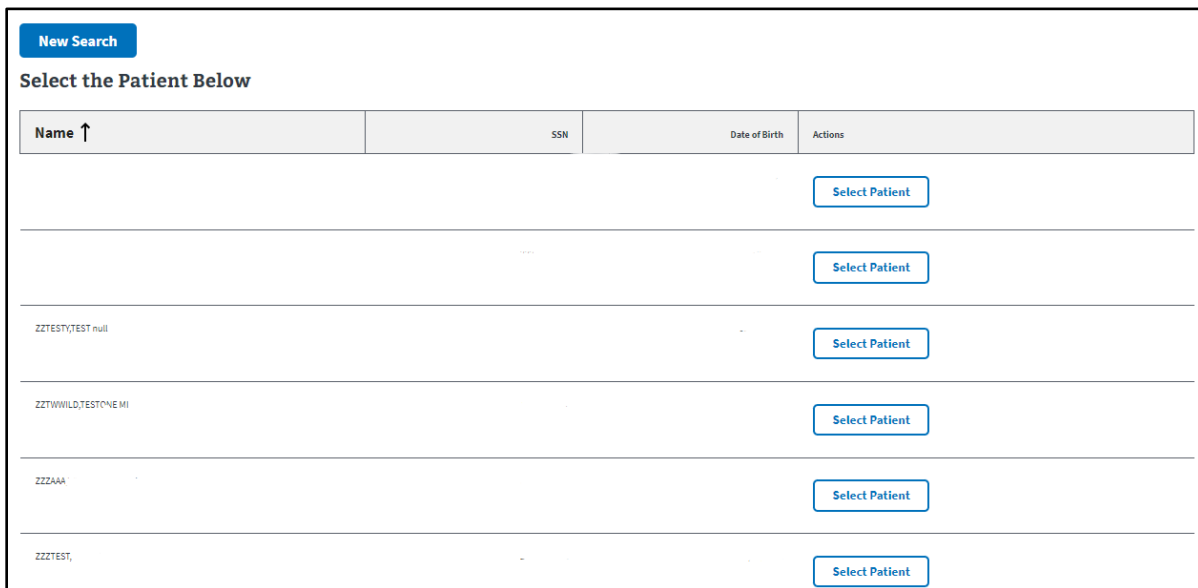 New Search
Select the Patient Below
Name ↑ SSN Date of Birth Actions
Select Patient
Select Patient
ZZTESTY,TEST null Select Patient
ZZTWWILD,TESTONE MI Select Patient
ZZZAAA Select Patient
ZZZTEST, Select Patient